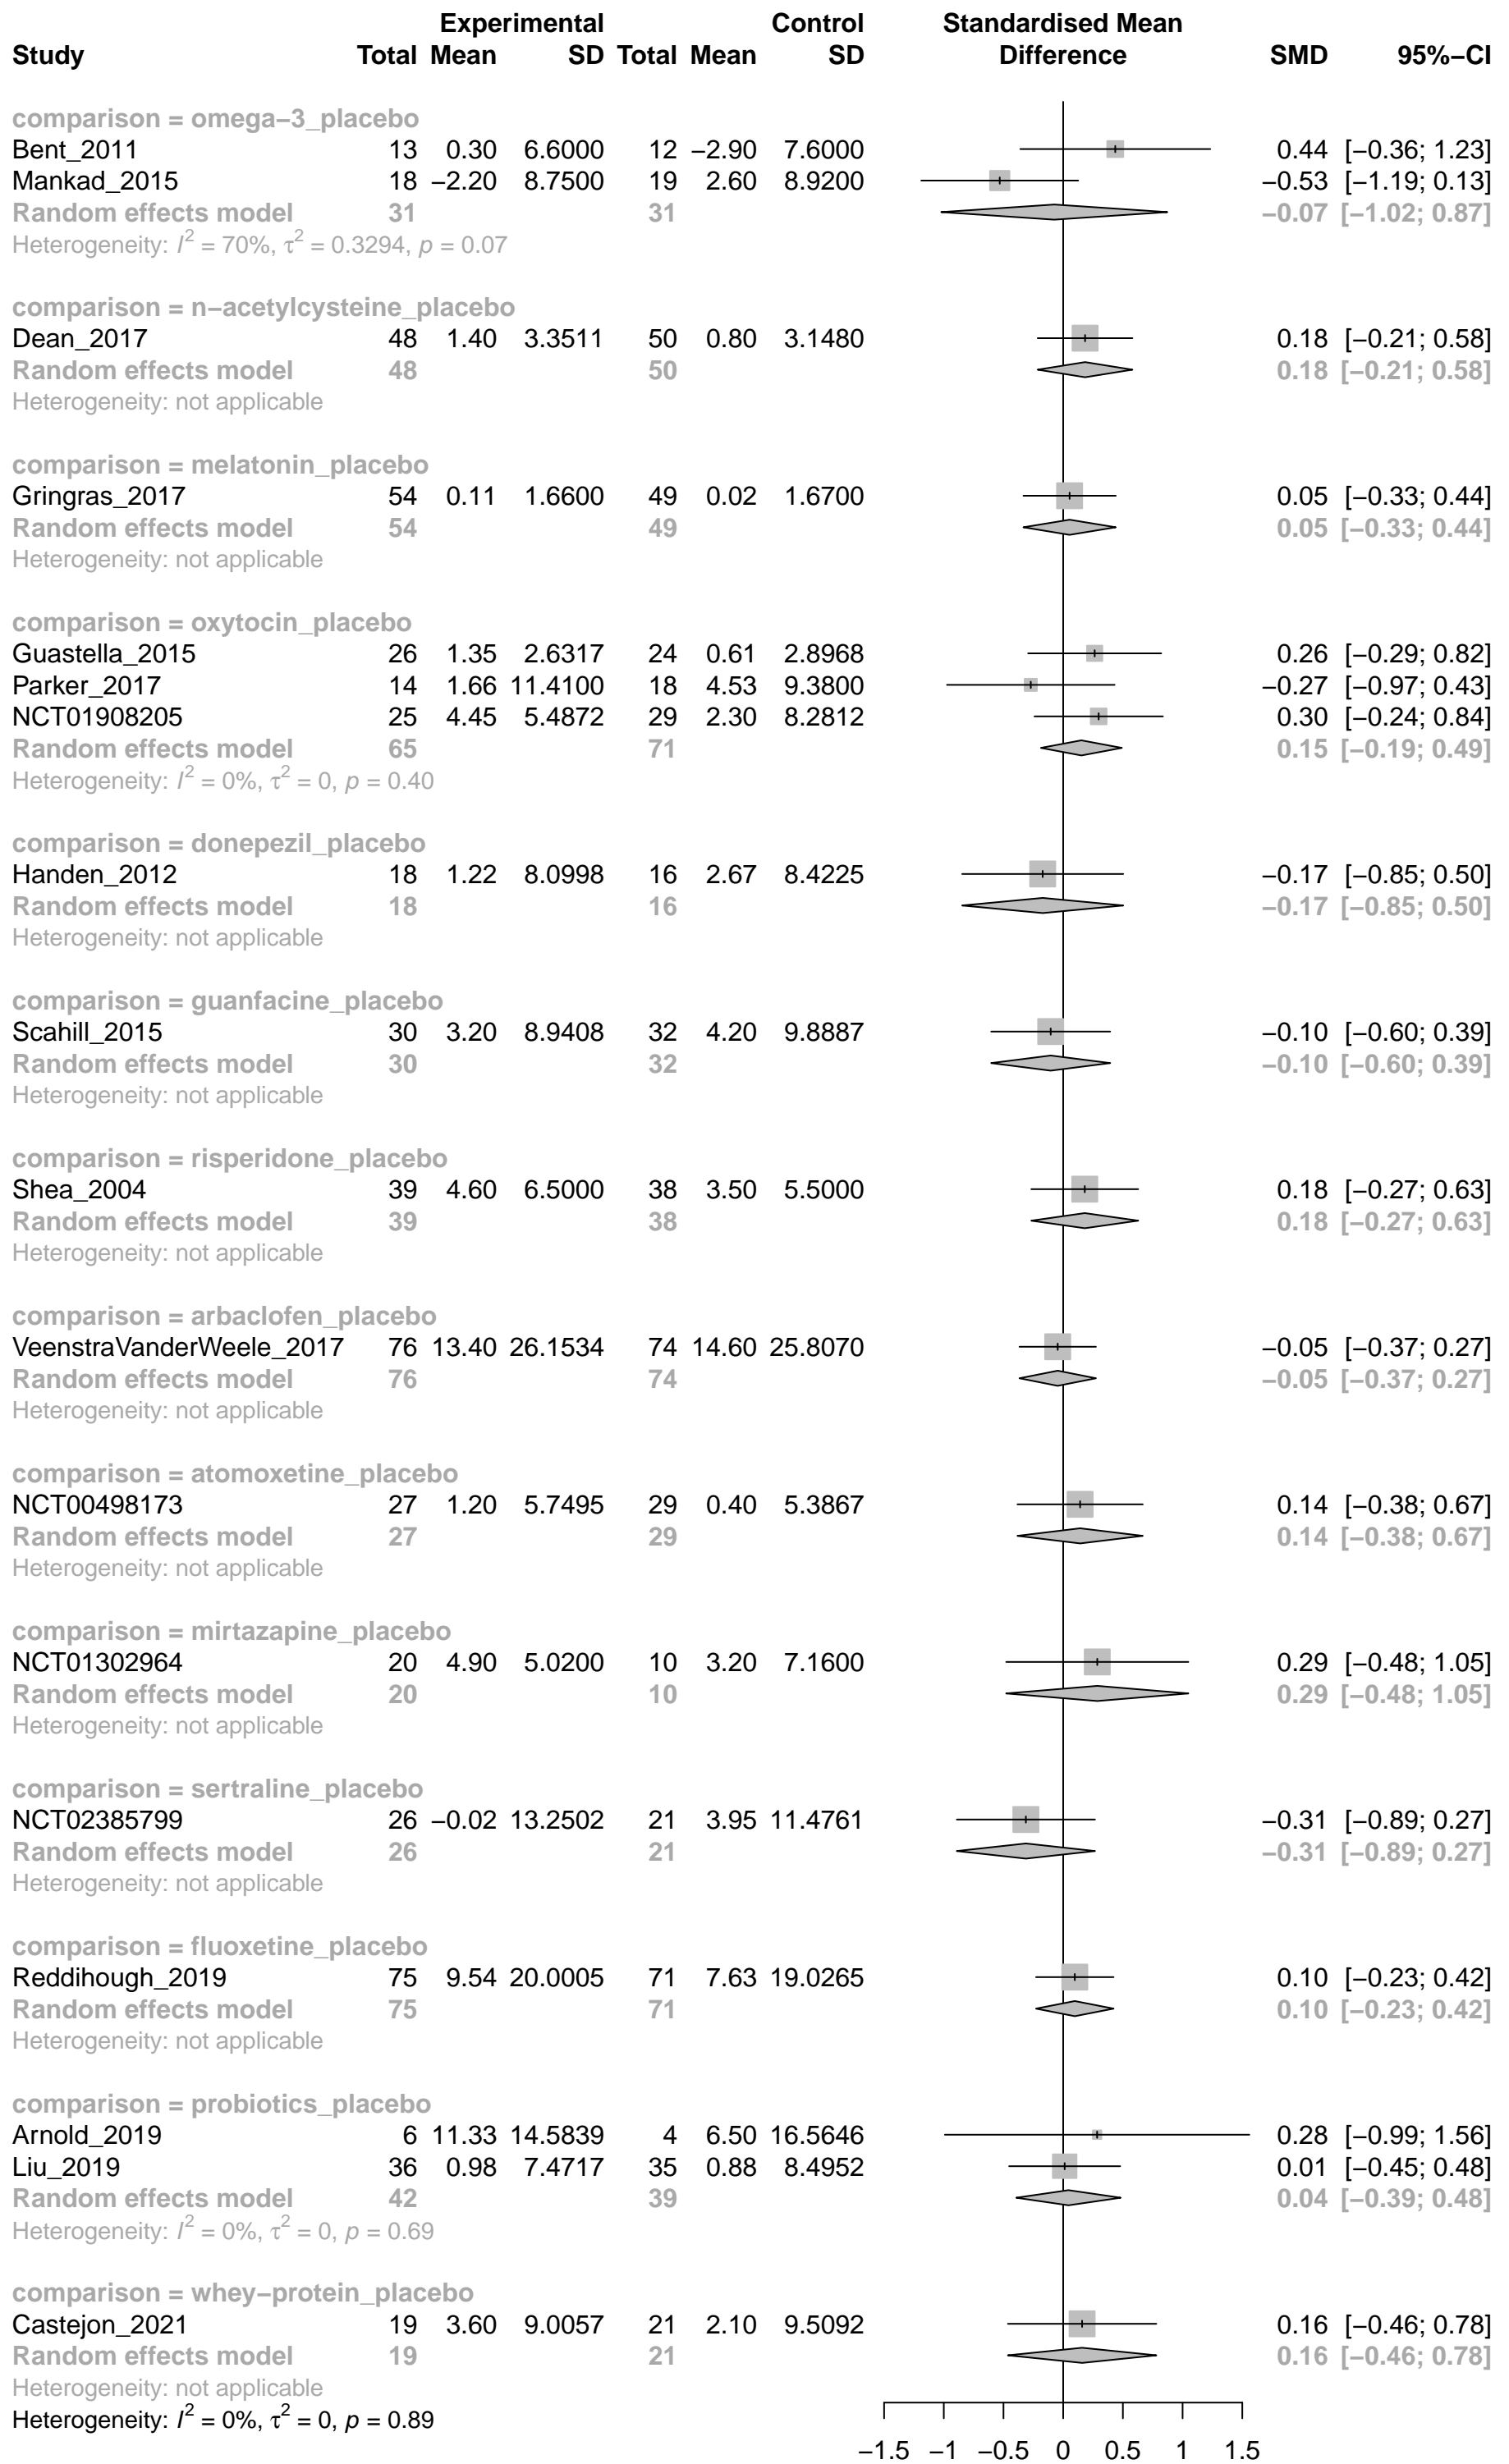 Experimental Control Standardised Mean
Study Total Mean SD Total Mean SD Difference SMD 95%−CI
comparison = omega−3_placebo
Bent_2011 13 0.30 6.6000 12 −2.90 7.6000 0.44 [−0.36; 1.23]
Mankad_2015 18 −2.20 8.7500 19 2.60 8.9200 −0.53 [−1.19; 0.13]
Random effects model 31 31 −0.07 [−1.02; 0.87]
Heterogeneity: I² = 70%, τ² = 0.3294, p = 0.07
comparison = n−acetylcysteine_placebo
Dean_2017 48 1.40 3.3511 50 0.80 3.1480 0.18 [−0.21; 0.58]
Random effects model 48 50 0.18 [−0.21; 0.58]
Heterogeneity: not applicable
comparison = melatonin_placebo
Gringras_2017 54 0.11 1.6600 49 0.02 1.6700 0.05 [−0.33; 0.44]
Random effects model 54 49 0.05 [−0.33; 0.44]
Heterogeneity: not applicable
comparison = oxytocin_placebo
Guastella_2015 26 1.35 2.6317 24 0.61 2.8968 0.26 [−0.29; 0.82]
Parker_2017 14 1.66 11.4100 18 4.53 9.3800 −0.27 [−0.97; 0.43]
NCT01908205 25 4.45 5.4872 29 2.30 8.2812 0.30 [−0.24; 0.84]
Random effects model 65 71 0.15 [−0.19; 0.49]
Heterogeneity: I² = 0%, τ² = 0, p = 0.40
comparison = donepezil_placebo
Handen_2012 18 1.22 8.0998 16 2.67 8.4225 −0.17 [−0.85; 0.50]
Random effects model 18 16 −0.17 [−0.85; 0.50]
Heterogeneity: not applicable
comparison = guanfacine_placebo
Scahill_2015 30 3.20 8.9408 32 4.20 9.8887 −0.10 [−0.60; 0.39]
Random effects model 30 32 −0.10 [−0.60; 0.39]
Heterogeneity: not applicable
comparison = risperidone_placebo
Shea_2004 39 4.60 6.5000 38 3.50 5.5000 0.18 [−0.27; 0.63]
Random effects model 39 38 0.18 [−0.27; 0.63]
Heterogeneity: not applicable
comparison = arbaclofen_placebo
VeenstraVanderWeele_2017 76 13.40 26.1534 74 14.60 25.8070 −0.05 [−0.37; 0.27]
Random effects model 76 74 −0.05 [−0.37; 0.27]
Heterogeneity: not applicable
comparison = atomoxetine_placebo
NCT00498173 27 1.20 5.7495 29 0.40 5.3867 0.14 [−0.38; 0.67]
Random effects model 27 29 0.14 [−0.38; 0.67]
Heterogeneity: not applicable
comparison = mirtazapine_placebo
NCT01302964 20 4.90 5.0200 10 3.20 7.1600 0.29 [−0.48; 1.05]
Random effects model 20 10 0.29 [−0.48; 1.05]
Heterogeneity: not applicable
comparison = sertraline_placebo
NCT02385799 26 −0.02 13.2502 21 3.95 11.4761 −0.31 [−0.89; 0.27]
Random effects model 26 21 −0.31 [−0.89; 0.27]
Heterogeneity: not applicable
comparison = fluoxetine_placebo
Reddihough_2019 75 9.54 20.0005 71 7.63 19.0265 0.10 [−0.23; 0.42]
Random effects model 75 71 0.10 [−0.23; 0.42]
Heterogeneity: not applicable
comparison = probiotics_placebo
Arnold_2019 6 11.33 14.5839 4 6.50 16.5646 0.28 [−0.99; 1.56]
Liu_2019 36 0.98 7.4717 35 0.88 8.4952 0.01 [−0.45; 0.48]
Random effects model 42 39 0.04 [−0.39; 0.48]
Heterogeneity: I² = 0%, τ² = 0, p = 0.69
comparison = whey−protein_placebo
Castejon_2021 19 3.60 9.0057 21 2.10 9.5092 0.16 [−0.46; 0.78]
Random effects model 19 21 0.16 [−0.46; 0.78]
Heterogeneity: not applicable
Heterogeneity: I² = 0%, τ² = 0, p = 0.89
−1.5 −1 −0.5 0 0.5 1 1.5